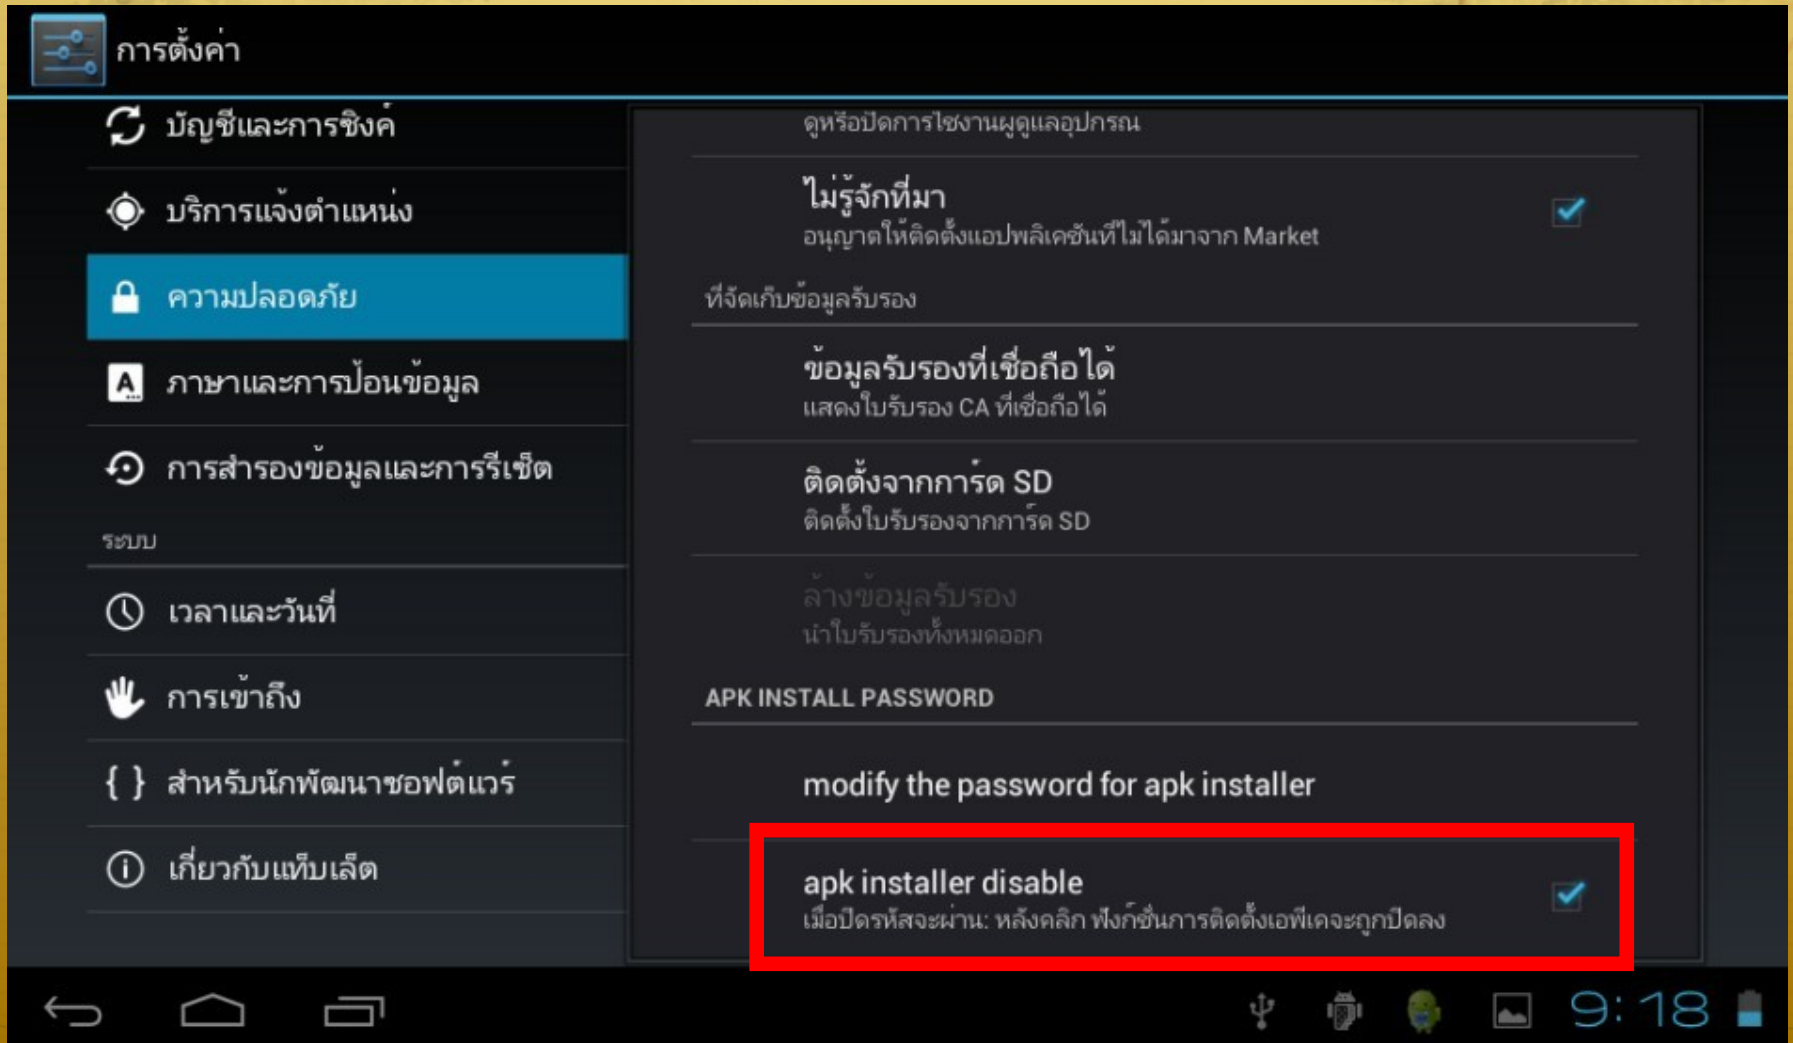 การตั้งค่า
บัญชีและการซิงค์
บริการแจ้งตำแหน่ง
ความปลอดภัย
ภาษาและการป้อนข้อมูล
การสำรองข้อมูลและการรีเซ็ต
ระบบ
เวลาและวันที่
การเข้าถึง
{ } สำหรับนักพัฒนาซอฟต์แวร์
เกี่ยวกับแท็บเล็ต
ดูหรือปิดการใช้งานผู้ดูแลอุปกรณ์
ไม่รู้จักที่มา
อนุญาตให้ติดตั้งแอปพลิเคชันที่ไม่ได้มาจาก Market
ที่จัดเก็บข้อมูลรับรอง
ข้อมูลรับรองที่เชื่อถือได้
แสดงใบรับรอง CA ที่เชื่อถือได้
ติดตั้งจากการ์ด SD
ติดตั้งใบรับรองจากการ์ด SD
ล้างข้อมูลรับรอง
นำใบรับรองทั้งหมดออก
APK INSTALL PASSWORD
modify the password for apk installer
apk installer disable
เมื่อปิดรหัสจะผ่าน: หลังคลิก ฟังก์ชั่นการติดตั้งเอพีเคจะถูกปิดลง
9:18